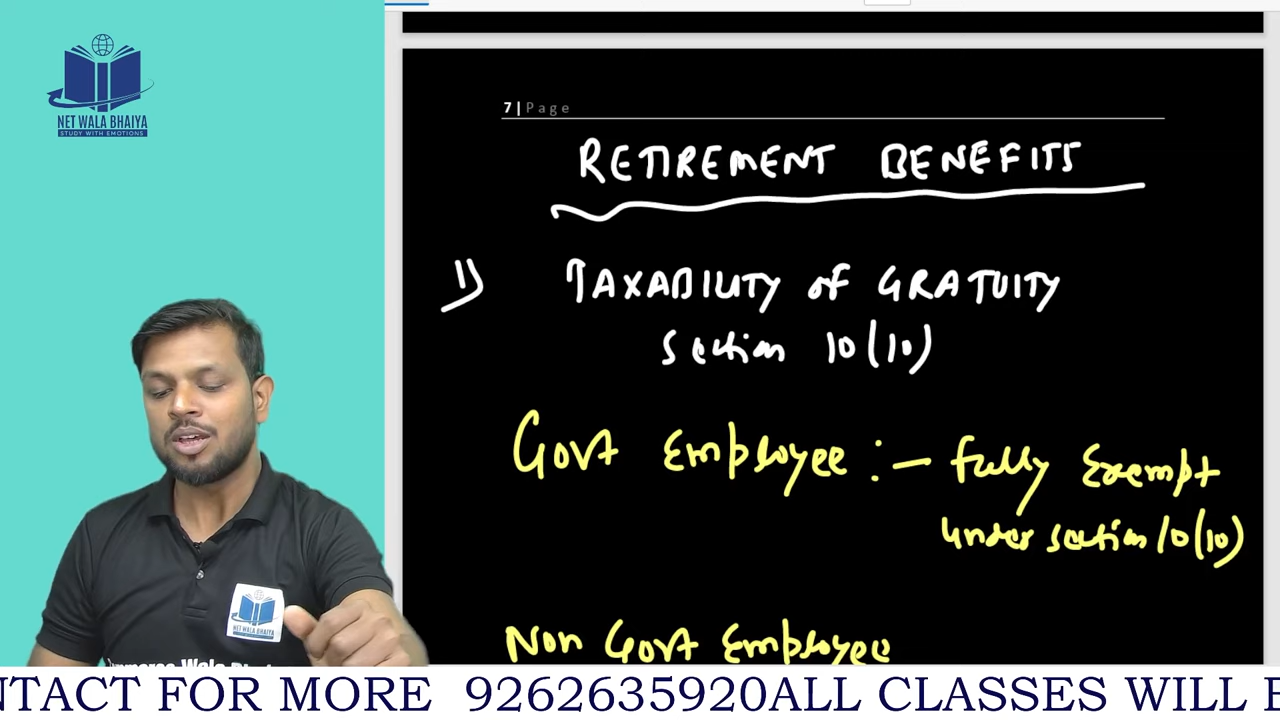 NET WALA BHAIYA
STUDY WITH EMOTIONS
7 | Page
RETIREMENT BENEFITS
1) TAXABILITY of GRATUITY
Section 10(10)
Govt Employee :- Fully Exempt
under section 10(10)
Non Govt Employee
NET WALA BHAIYA
NTACT FOR MORE 9262635920ALL CLASSES WILL B